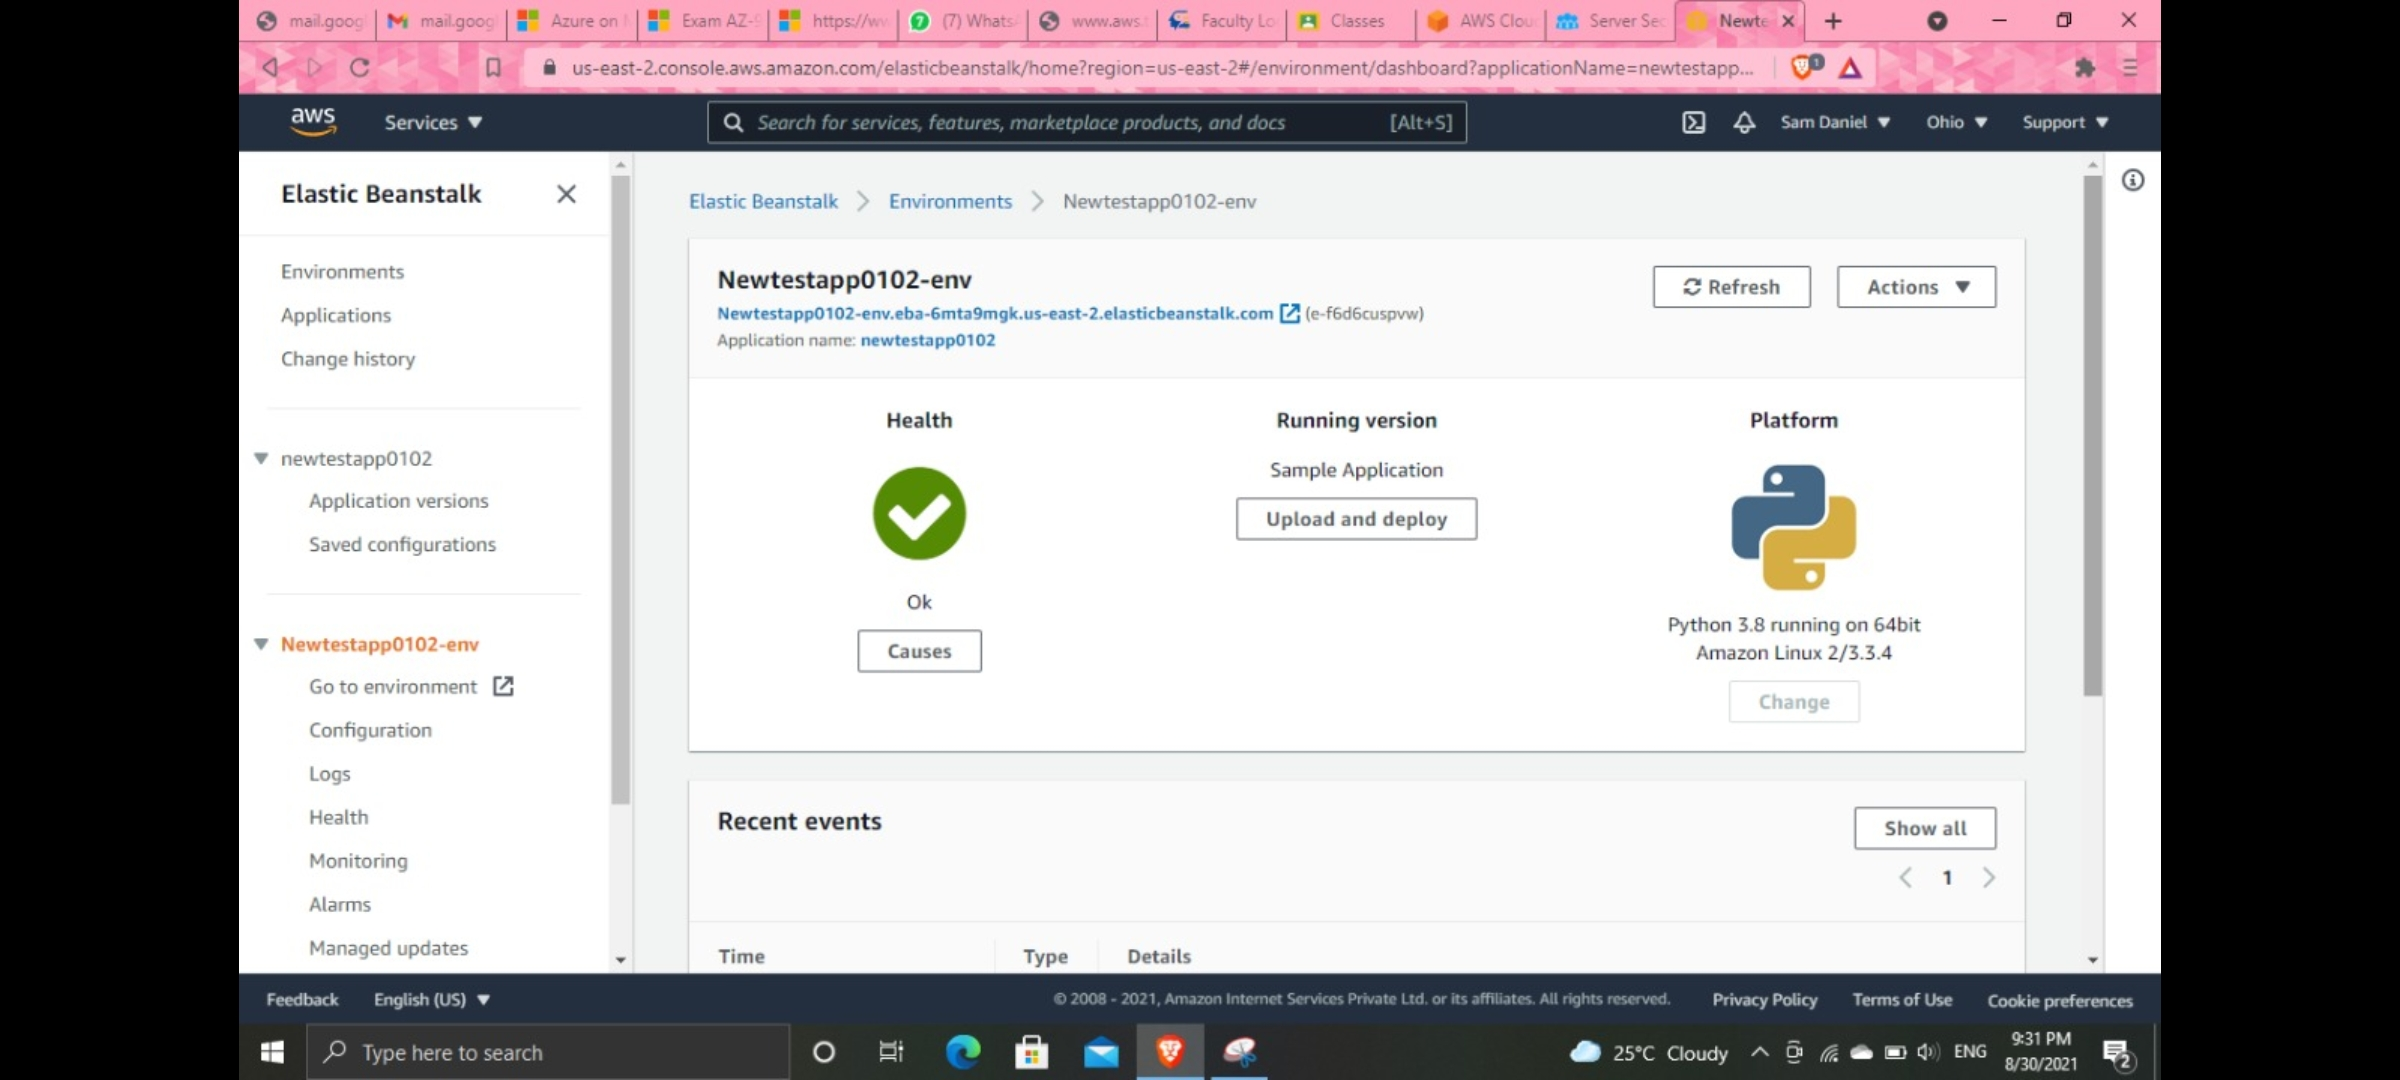 mail.goog
mail.goog
Azure on
Exam AZ-9
https://ww
(7) Whats
www.aws.
Faculty Lo
Classes
AWS Clou
Server Sec
Newte
us-east-2.console.aws.amazon.com/elasticbeanstalk/home?region=us-east-2#/environment/dashboard?applicationName=newtestapp...
1
aws
Services
Search for services, features, marketplace products, and docs
[Alt+S]
Sam Daniel
Ohio
Support
Elastic Beanstalk
Environments
Applications
Change history
newtestapp0102
Application versions
Saved configurations
Newtestapp0102-env
Go to environment
Configuration
Logs
Health
Monitoring
Alarms
Managed updates
Elastic Beanstalk > Environments > Newtestapp0102-env
Newtestapp0102-env
Newtestapp0102-env.eba-6mta9mgk.us-east-2.elasticbeanstalk.com (e-f6d6cuspvw)
Application name: newtestapp0102
Refresh
Actions
Health
Ok
Causes
Running version
Sample Application
Upload and deploy
Platform
Python 3.8 running on 64bit
Amazon Linux 2/3.3.4
Change
Recent events
Show all
1
Time
Type
Details
Feedback
English (US)
© 2008 - 2021, Amazon Internet Services Private Ltd. or its affiliates. All rights reserved.
Privacy Policy
Terms of Use
Cookie preferences
Type here to search
25°C Cloudy
ENG
9:31 PM
8/30/2021
2